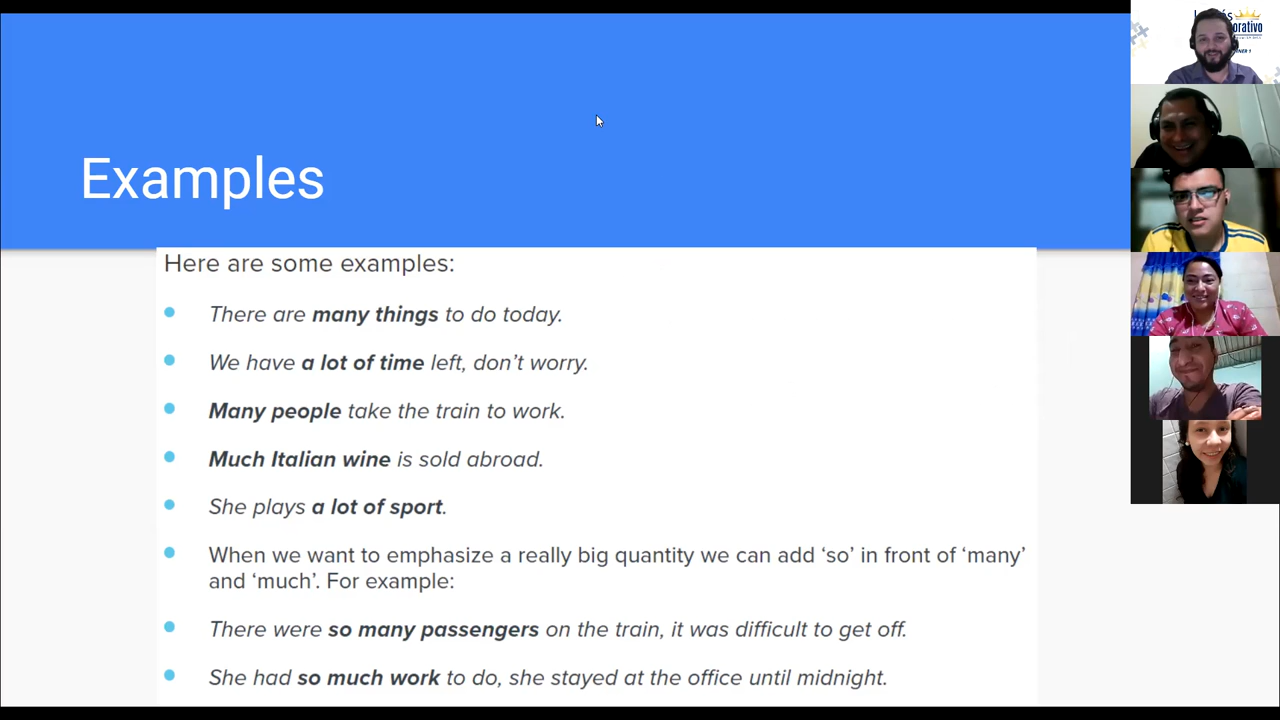 Examples
Here are some examples:
There are many things to do today.
We have a lot of time left, don't worry.
Many people take the train to work.
Much Italian wine is sold abroad.
She plays a lot of sport.
When we want to emphasize a really big quantity we can add ‘so’ in front of ‘many’
and ‘much’. For example:
There were so many passengers on the train, it was difficult to get off.
She had so much work to do, she stayed at the office until midnight.